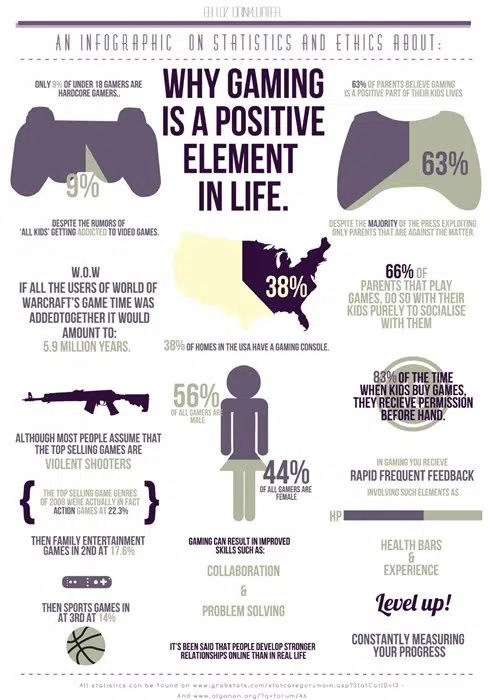 AN INFOGRAPHIC ON STATISTICS AND ETHICS ABOUT:
ONLY 9% OF UNDER 18 GAMERS ARE
HARDCORE GAMERS..
9%
DESPITE THE RUMORS OF
'ALL KIDS' GETTING ADDICTED TO VIDEO GAMES.
WHY GAMING
IS A POSITIVE
ELEMENT
IN LIFE.
63% OF PARENTS BELIEVE GAMING
IS A POSITIVE PART OF THEIR KIDS LIVES
63%
DESPITE THE MAJORITY OF THE PRESS EXPLOITING
ONLY PARENTS THAT ARE AGAINST THE MATTER.
W.O.W
IF ALL THE USERS OF WORLD OF
WARCRAFT'S GAME TIME WAS
ADDEDTOGETHER IT WOULD
AMOUNT TO:
5.9 MILLION YEARS.
38%
38% OF HOMES IN THE USA HAVE A GAMING CONSOLE.
66% OF
PARENTS THAT PLAY
GAMES, DO SO WITH THEIR
KIDS PURELY TO SOCIALISE
WITH THEM
ALTHOUGH MOST PEOPLE ASSUME THAT
THE TOP SELLING GAMES ARE
VIOLENT SHOOTERS
{ THE TOP SELLING GAME GENRES
OF 2008 WERE ACTUALLY IN FACT
ACTION GAMES AT 22.3% }
THEN FAMILY ENTERTAINMENT
GAMES IN 2ND AT 17.6%
THEN SPORTS GAMES IN
AT 3RD AT 14%
56%
OF ALL GAMERS ARE
MALE
44%
OF ALL GAMERS ARE
FEMALE
GAMING CAN RESULT IN IMPROVED
SKILLS SUCH AS:
COLLABORATION
&
PROBLEM SOLVING
IT'S BEEN SAID THAT PEOPLE DEVELOP STRONGER
RELATIONSHIPS ONLINE THAN IN REAL LIFE
83% OF THE TIME
WHEN KIDS BUY GAMES,
THEY RECIEVE PERMISSION
BEFORE HAND.
IN GAMING YOU RECIEVE
RAPID FREQUENT FEEDBACK
INVOLVING SUCH ELEMENTS AS
HP
HEALTH BARS
&
EXPERIENCE
Level up!
CONSTANTLY MEASURING
YOUR PROGRESS
All statistics can be found on www.grabstats.com/statcategorymain.asp?StatCatID=13 -
And www.alganon.org/?q=forum/46